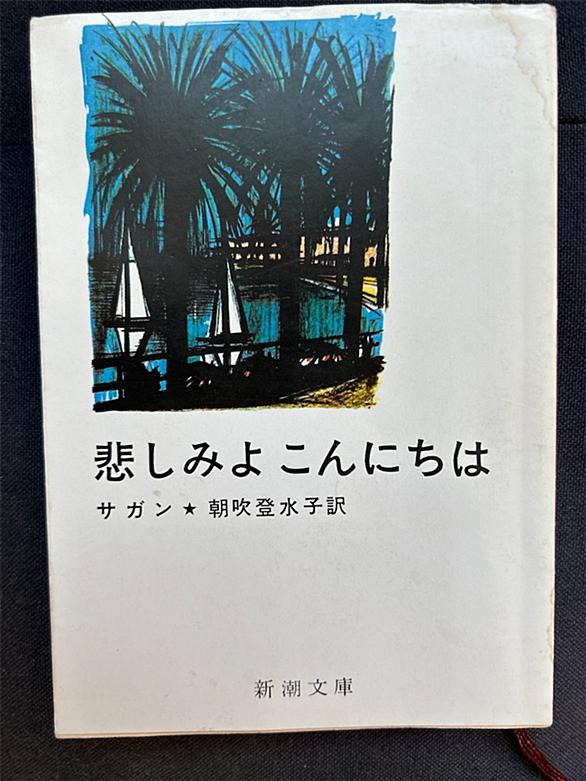 悲しみよ こんにちは
サガン ★ 朝吹登水子訳
新潮文庫